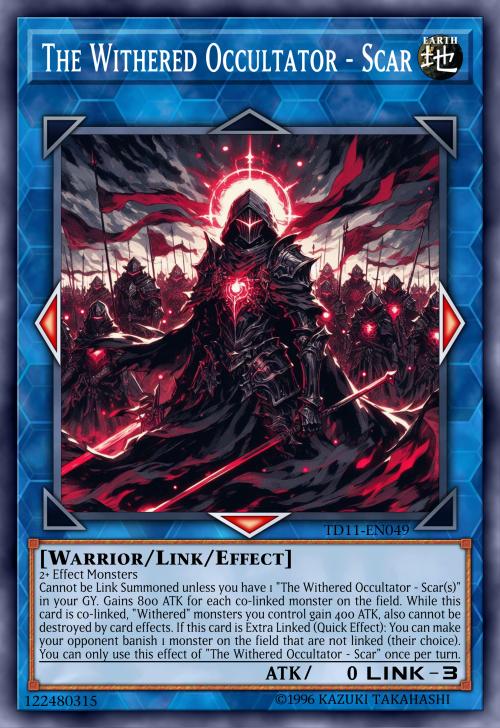 The Withered Occultator - Scar
EARTH
地
TD11-EN049
[Warrior/Link/Effect]
2+ Effect Monsters
Cannot be Link Summoned unless you have 1 "The Withered Occultator - Scar(s)"
in your GY. Gains 800 ATK for each co-linked monster on the field. While this
card is co-linked, "Withered" monsters you control gain 400 ATK, also cannot be
destroyed by card effects. If this card is Extra Linked (Quick Effect): You can make
your opponent banish 1 monster on the field that are not linked (their choice).
You can only use this effect of "The Withered Occultator - Scar" once per turn.
ATK/ 0 LINK-3
122480315 ©1996 KAZUKI TAKAHASHI